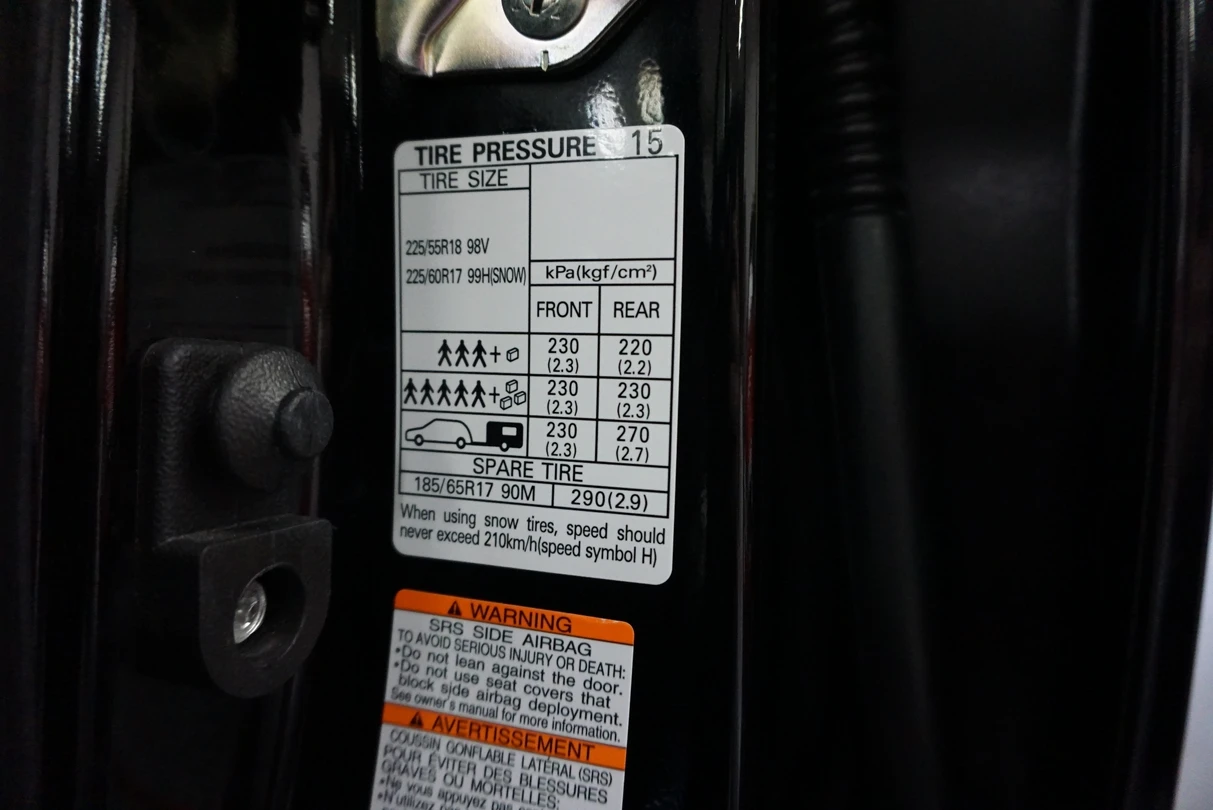 TIRE PRESSURE 15
TIRE SIZE
225/55R18 98V
225/60R17 99H(SNOW)
kPa(kgf/cm²)
FRONT REAR
+ 230 220
(2.3) (2.2)
+ 230 230
(2.3) (2.3)
230 270
(2.3) (2.7)
SPARE TIRE
185/65R17 90M 290(2.9)
When using snow tires, speed should
never exceed 210km/h(speed symbol H)
WARNING
SRS SIDE AIRBAG
TO AVOID SERIOUS INJURY OR DEATH:
•Do not lean against the door.
•Do not use seat covers that
block side airbag deployment.
See owner's manual for more information.
AVERTISSEMENT
COUSSIN GONFLABLE LATÉRAL (SRS)
POUR ÉVITER DES BLESSURES
GRAVES OU MORTELLES:
•Ne vous appuyez pas
•N'utilisez